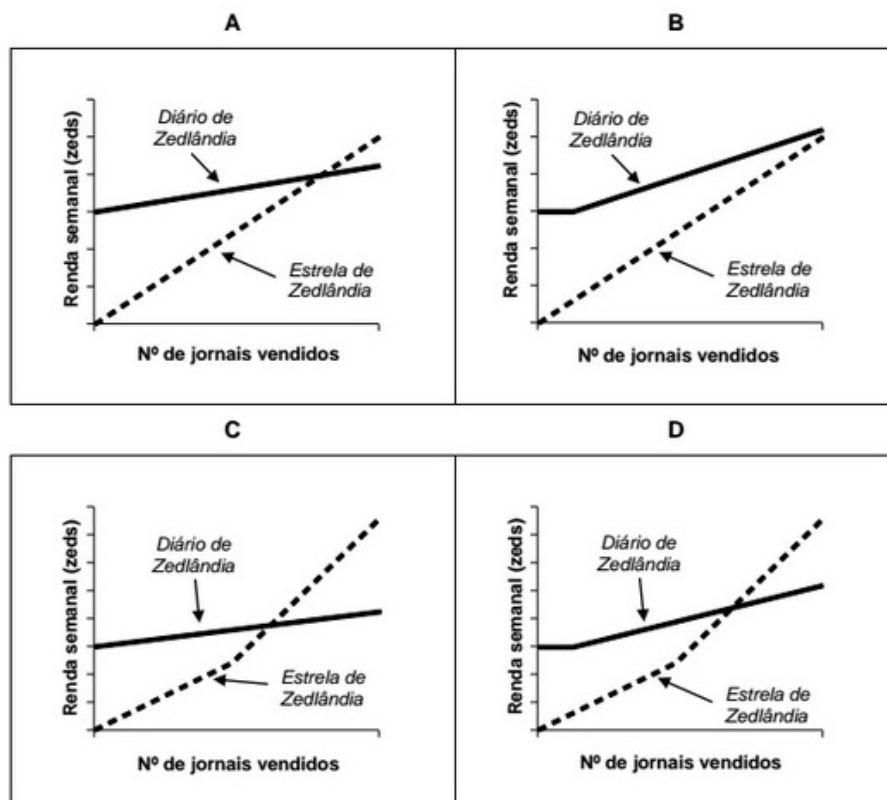 A
Renda semanal (zeds)
Diário de
Zedlândia
Estrela de
Zedlândia
Nº de jornais vendidos
B
Renda semanal (zeds)
Diário de
Zedlândia
Estrela de
Zedlândia
Nº de jornais vendidos
C
Renda semanal (zeds)
Diário de
Zedlândia
Estrela de
Zedlândia
Nº de jornais vendidos
D
Renda semanal (zeds)
Diário de
Zedlândia
Estrela de
Zedlândia
Nº de jornais vendidos